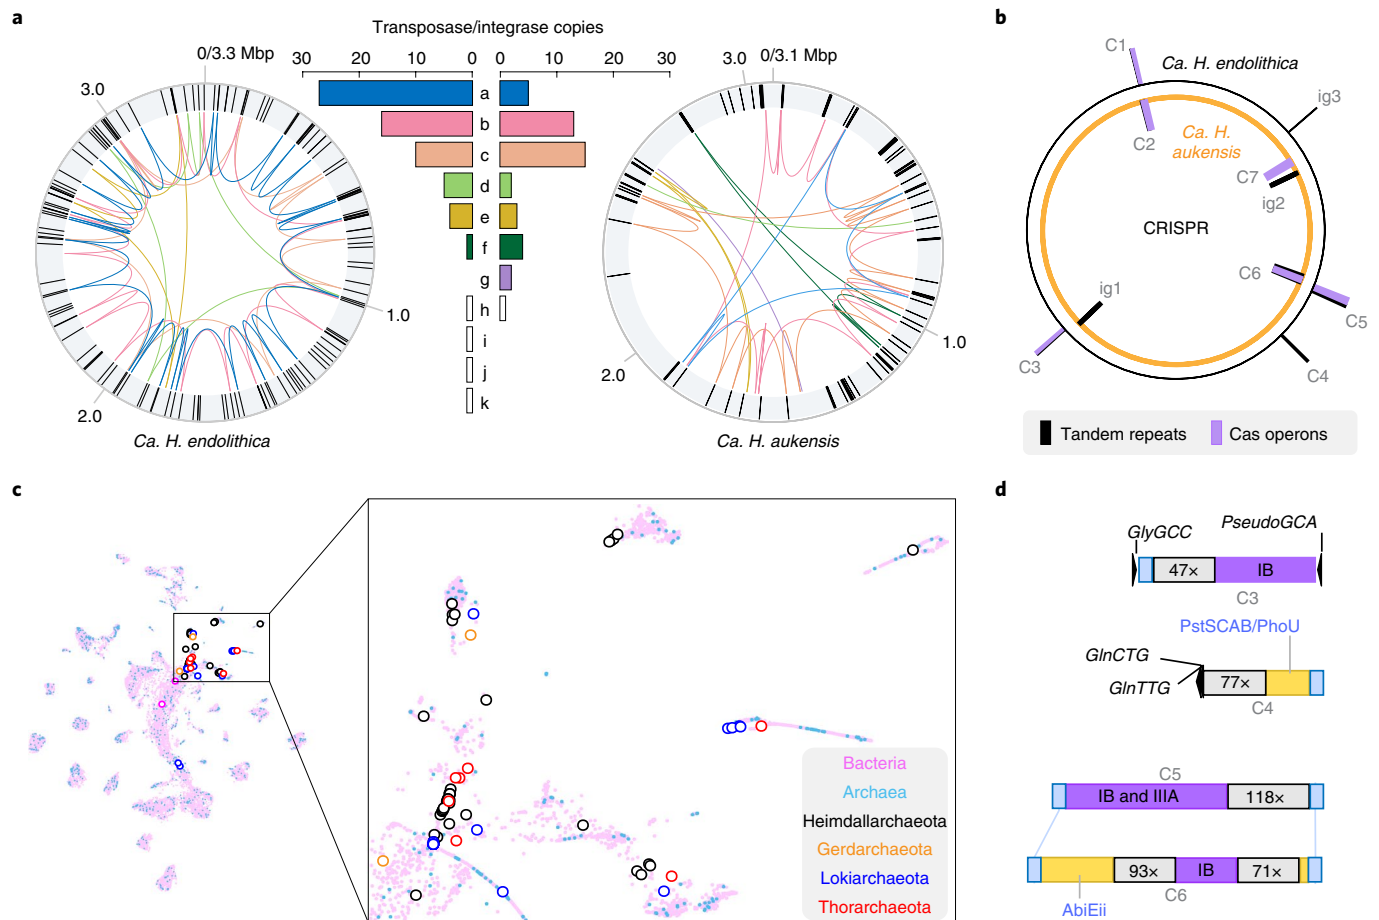 a
Transposase/integrase copies
0/3.3 Mbp
30 20 10 0
0 10 20 30
3.0 0/3.1 Mbp
3.0
a
b
c
d
e
f
g
h
i
j
k
1.0
1.0
2.0
2.0
Ca. H. endolithica
Ca. H. aukensis
b
C1
Ca. H. endolithica
ig3
C2
Ca. H.
aukensis
C7
ig2
CRISPR
C6
ig1
C5
C3
C4
Tandem repeats
Cas operons
c
Bacteria
Archaea
Heimdallarchaeota
Gerdarchaeota
Lokiarchaeota
Thorarchaeota
d
GlyGCC
PseudoGCA
47×
IB
C3
PstSCAB/PhoU
GlnCTG
GlnTTG
77×
C4
C5
IB and IIIA
118×
93×
IB
71×
C6
AbiEii